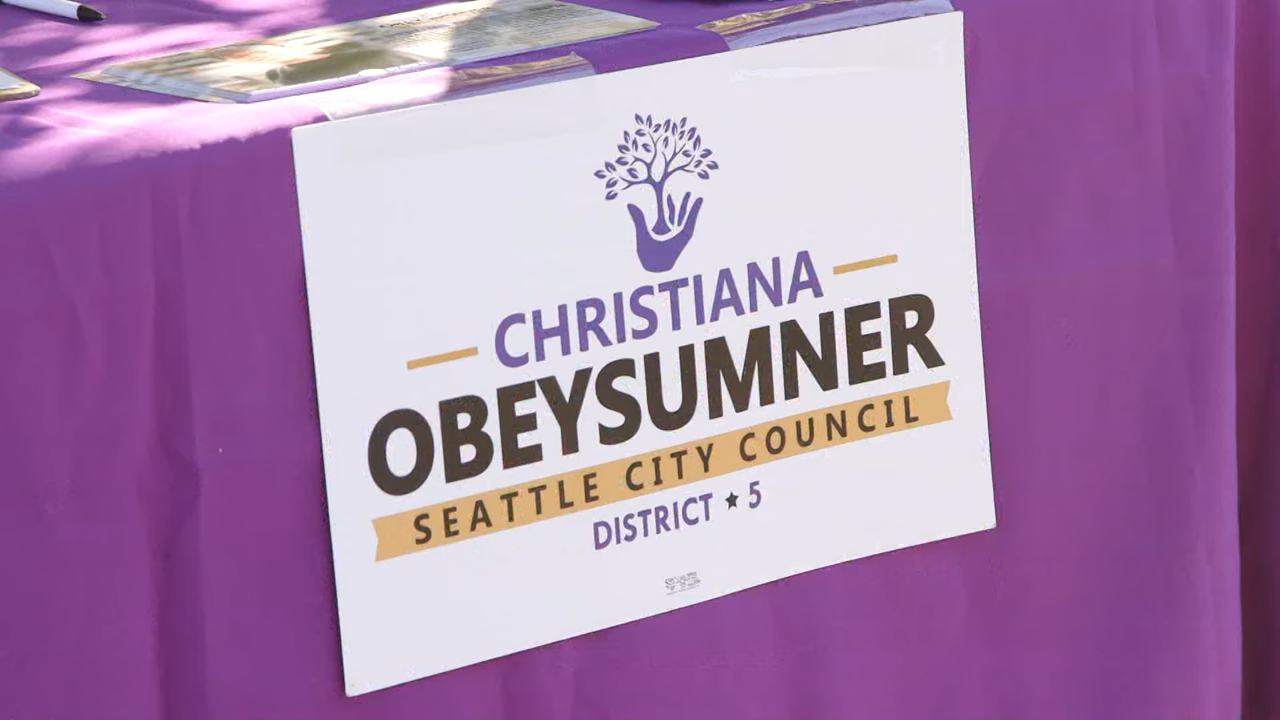 CHRISTIANA
OBEYSUMNER
SEATTLE CITY COUNCIL
DISTRICT ★ 5